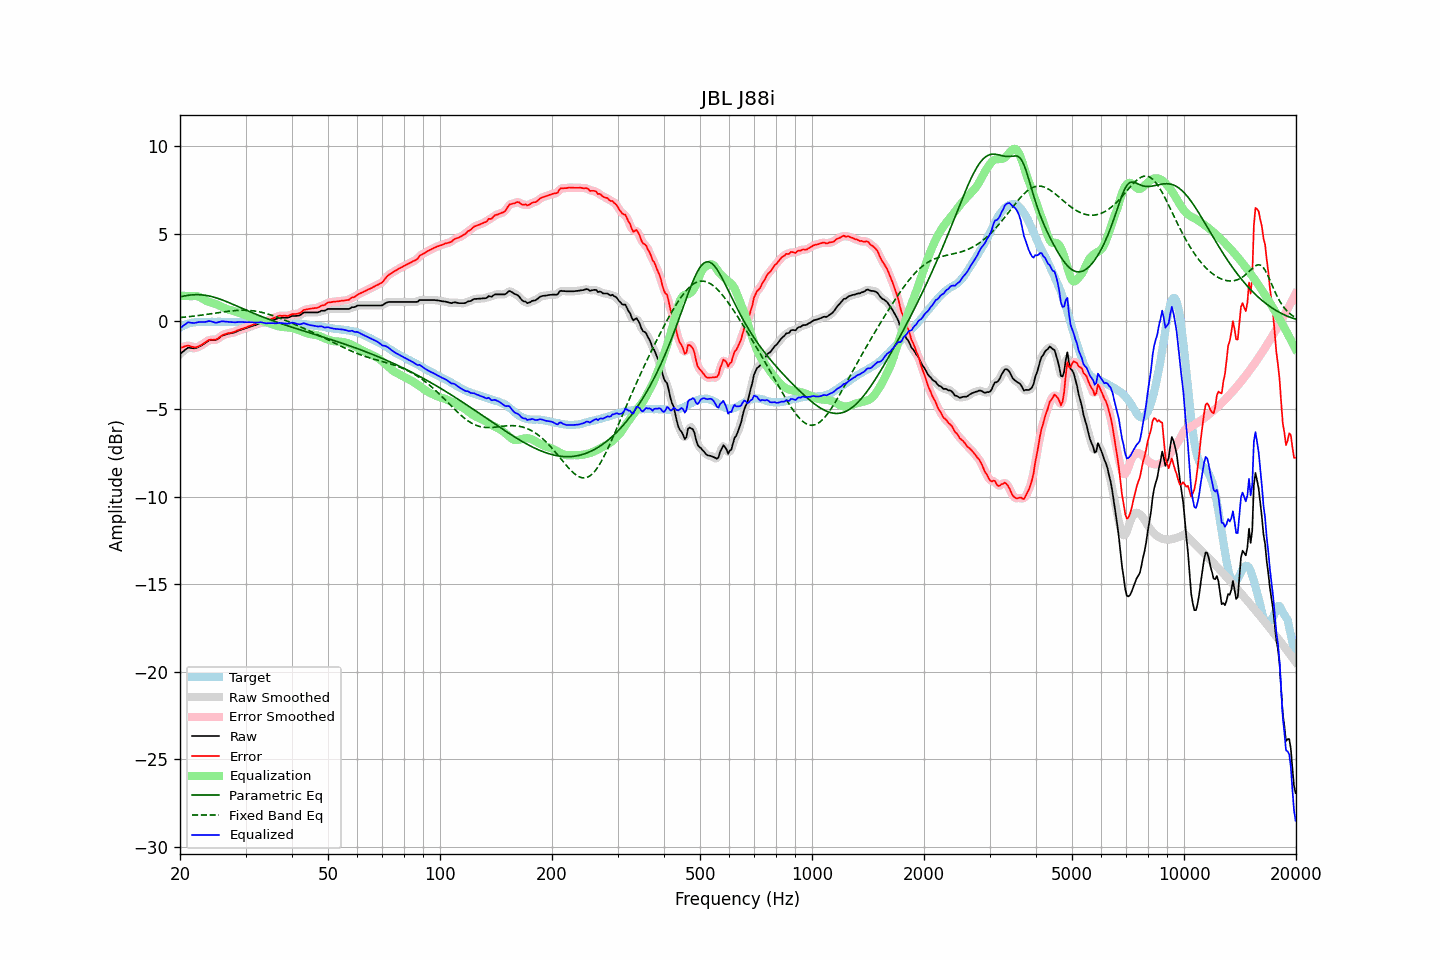 JBL J88i
Amplitude (dBr)
10
5
0
−5
−10
−15
−20
−25
−30
Target
Raw Smoothed
Error Smoothed
Raw
Error
Equalization
Parametric Eq
Fixed Band Eq
Equalized
20 50 100 200 500 1000 2000 5000 10000 20000
Frequency (Hz)